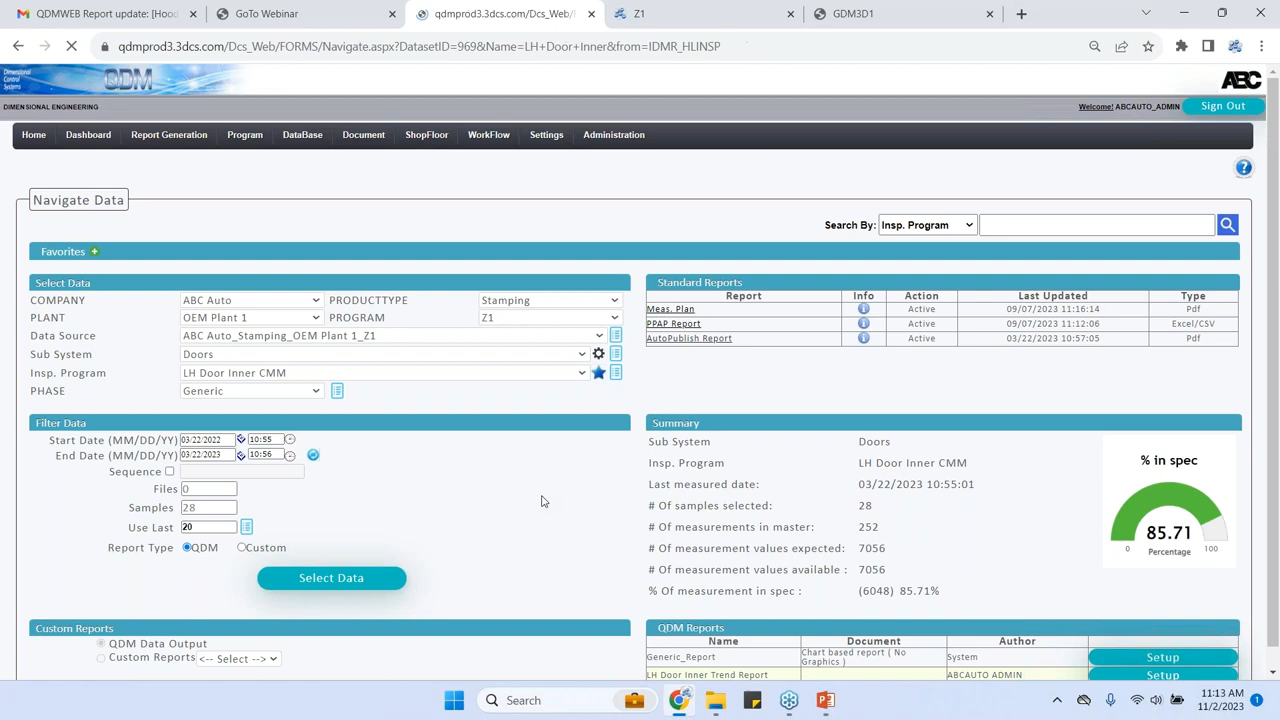 QDMWEB Report update: [Hood
GoTo Webinar
qdmprod3.3dcs.com/Dcs_Web/
Z1
GDM3D1
qdmprod3.3dcs.com/Dcs_Web/FORMS/Navigate.aspx?DatasetID=969&Name=LH+Door+Inner&from=IDMR_HLINSP
Dimensional Control Systems
QDM
ABC
DIMENSIONAL ENGINEERING
Welcome! ABCAUTO_ADMIN
Sign Out
Home Dashboard Report Generation Program DataBase Document ShopFloor WorkFlow Settings Administration
Navigate Data
Search By: Insp. Program
Favorites
Select Data
COMPANY ABC Auto PRODUCTTYPE Stamping
PLANT OEM Plant 1 PROGRAM Z1
Data Source ABC Auto_Stamping_OEM Plant 1_Z1
Sub System Doors
Insp. Program LH Door Inner CMM
PHASE Generic
Standard Reports
Report Info Action Last Updated Type
Meas. Plan Active 09/07/2023 11:16:14 Pdf
PPAP Report Active 09/07/2023 11:12:06 Excel/CSV
AutoPublish Report Active 03/22/2023 10:57:05 Pdf
Filter Data
Start Date (MM/DD/YY) 03/22/2022 10:55
End Date (MM/DD/YY) 03/22/2023 10:56
Sequence
Files 0
Samples 28
Use Last 20
Report Type QDM Custom
Select Data
Summary
Sub System Doors
Insp. Program LH Door Inner CMM
Last measured date: 03/22/2023 10:55:01
# Of samples selected: 28
# Of measurements in master: 252
# Of measurement values expected: 7056
# Of measurement values available : 7056
% Of measurement in spec : (6048) 85.71%
% in spec
85.71
0 Percentage 100
Custom Reports
QDM Data Output
Custom Reports <-- Select -->
QDM Reports
Name Document Author
Generic_Report Chart based report ( No Graphics ) System Setup
LH Door Inner Trend Report ABCAUTO ADMIN Setup
Search
11:13 AM
11/2/2023
1